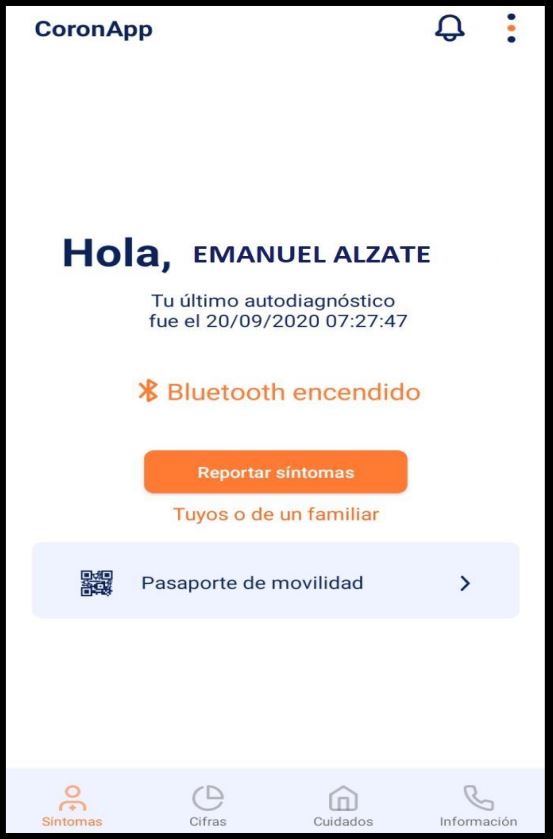 CoronApp
Hola, EMANUEL ALZATE
Tu último autodiagnóstico
fue el 20/09/2020 07:27:47
Bluetooth encendido
Reportar síntomas
Tuyos o de un familiar
Pasaporte de movilidad
Síntomas Cifras Cuidados Información